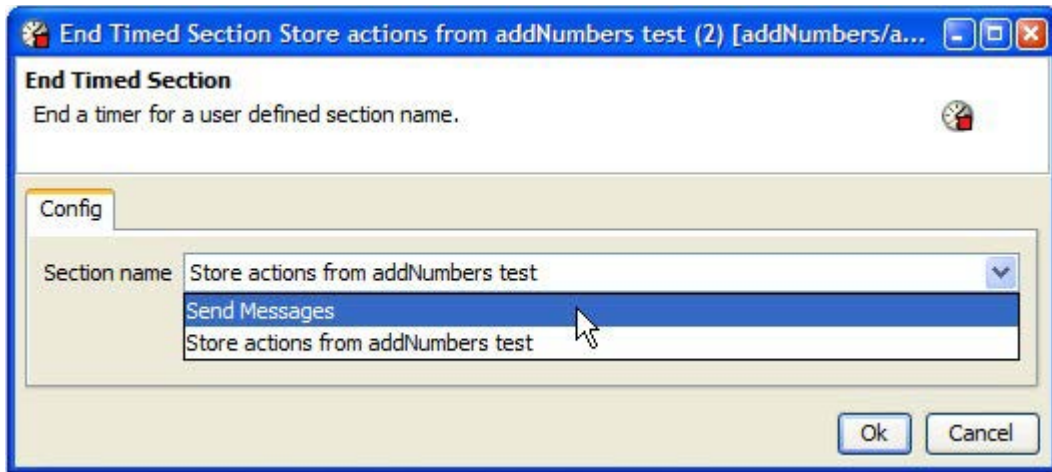 End Timed Section Store actions from addNumbers test (2) [addNumbers/a...
End Timed Section
End a timer for a user defined section name.
Config
Section name Store actions from addNumbers test
Send Messages
Store actions from addNumbers test
Ok Cancel